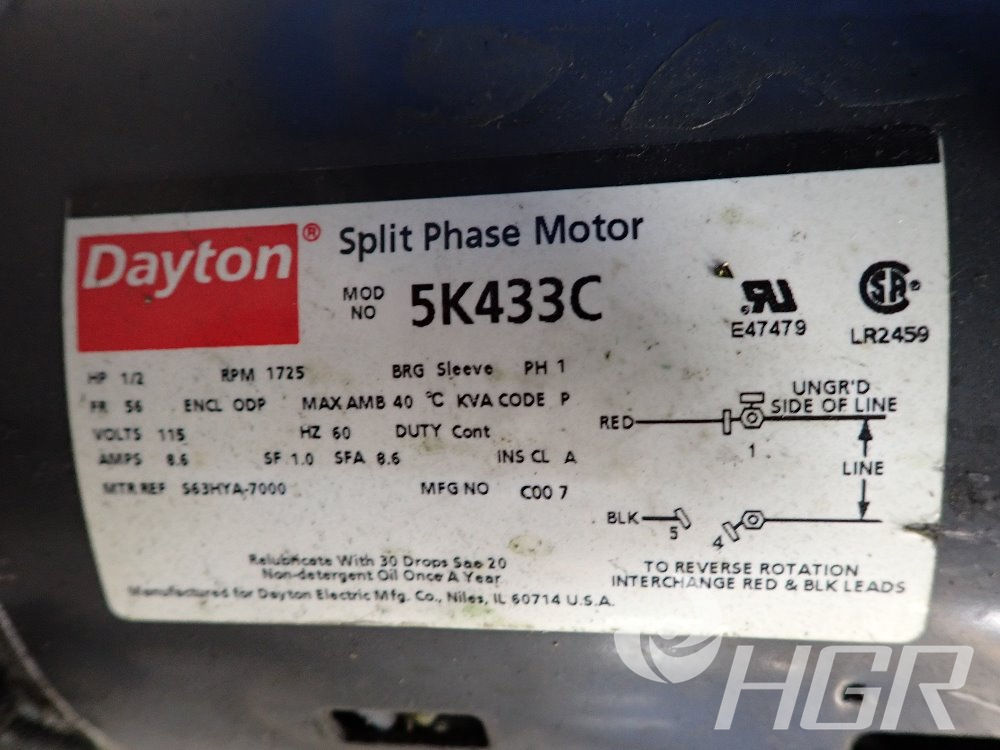 Dayton® Split Phase Motor
MOD NO 5K433C
E47479
LR2459
HP 1/2 RPM 1725 BRG Sleeve PH 1
FR 56 ENCL ODP MAX AMB 40 °C KVA CODE P
VOLTS 115 HZ 60 DUTY Cont
AMPS 8.6 SF 1.0 SFA 8.6 INS CL A
MTR REF S63HYA-7000 MFG NO C00 7
UNGR'D
SIDE OF LINE
RED
1
LINE
BLK
5
4
TO REVERSE ROTATION
INTERCHANGE RED & BLK LEADS
Relubricate With 30 Drops Sae 20
Non-detergent Oil Once A Year
Manufactured for Dayton Electric Mfg. Co., Niles, IL 60714 U.S.A.
HGR